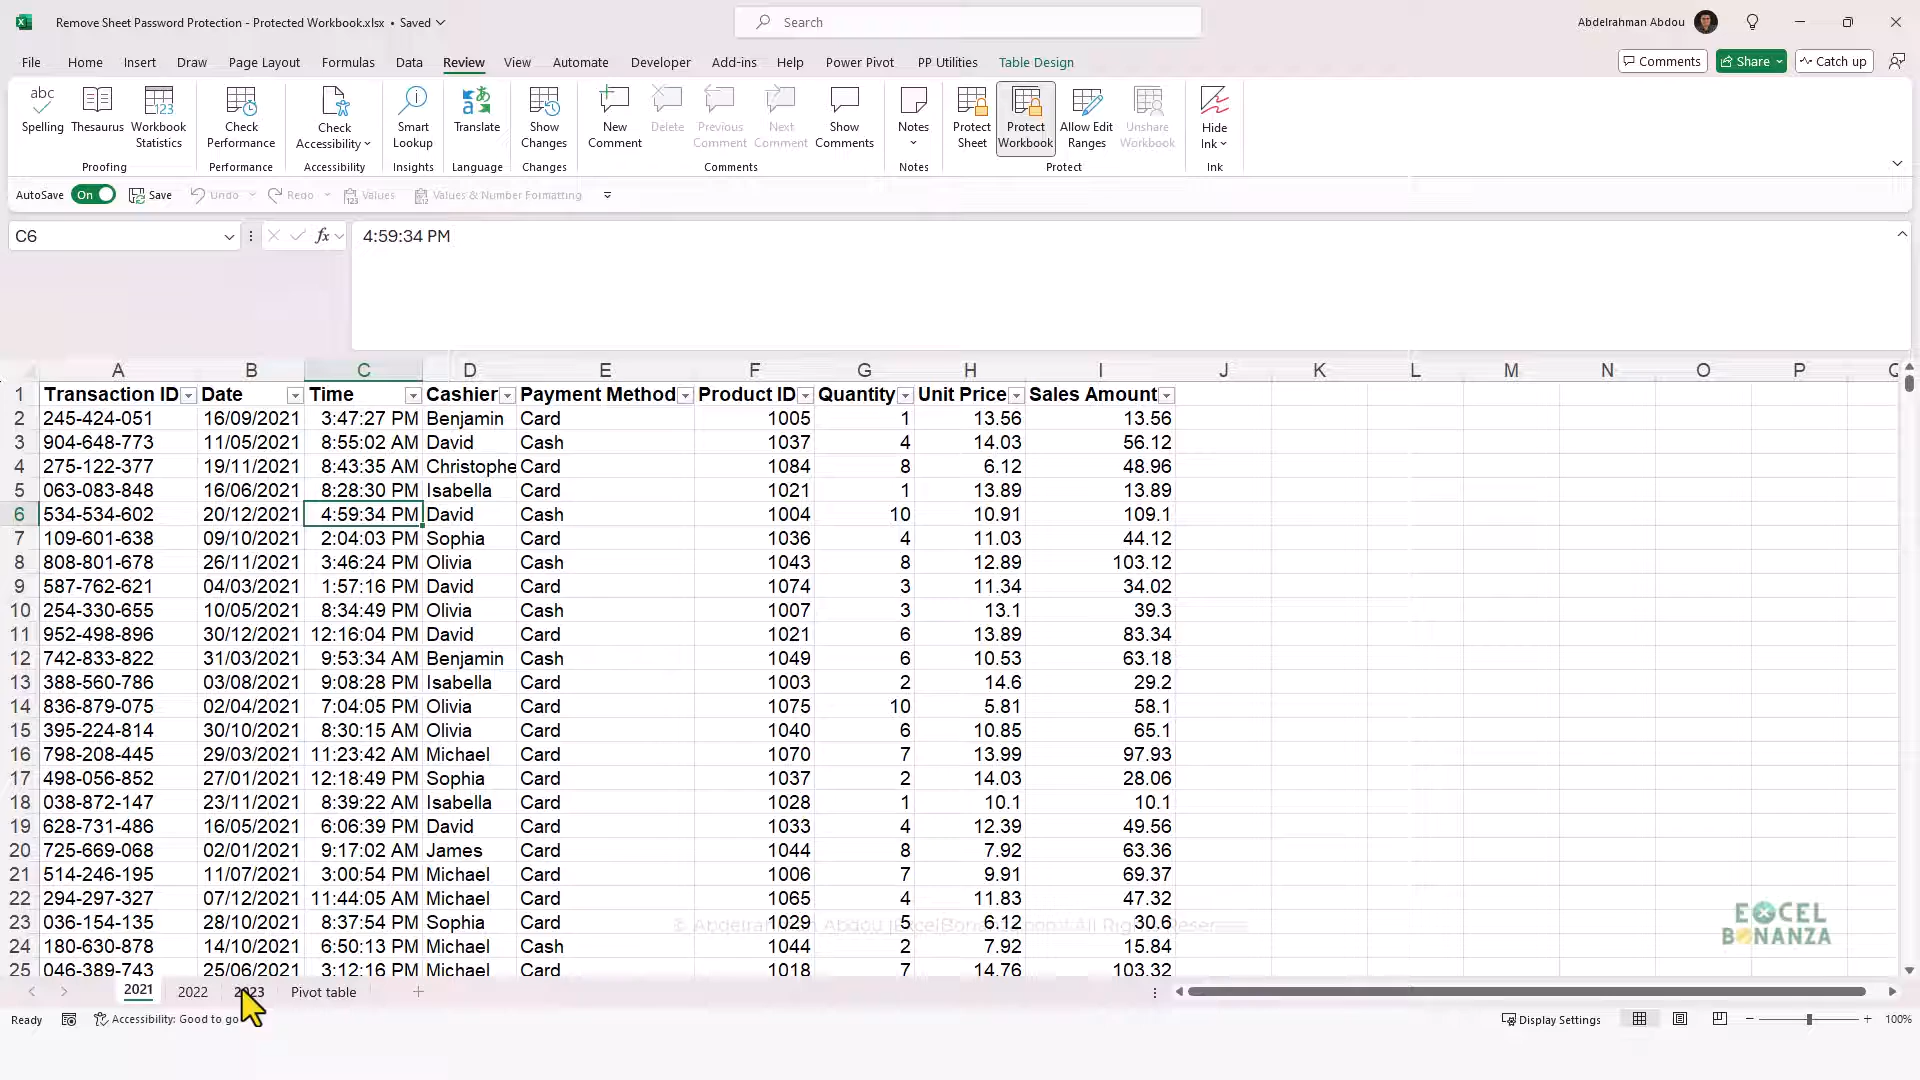 Remove Sheet Password Protection - Protected Workbook.xlsx • Saved
Search
Abdelrahman Abdou
File Home Insert Draw Page Layout Formulas Data Review View Automate Developer Add-ins Help Power Pivot PP Utilities Table Design
Comments Share Catch up
abc
123
Spelling Thesaurus Workbook Statistics Check Performance Check Accessibility Smart Lookup Translate Show Changes New Comment Delete Previous Comment Next Comment Show Comments Notes Protect Sheet Protect Workbook Allow Edit Ranges Unshare Workbook Hide Ink
Proofing Performance Accessibility Insights Language Changes Comments Notes Protect Ink
AutoSave On Save Undo Redo Values Values & Number Formatting
C6 fx 4:59:34 PM
A B C D E F G H I J K L M N O P Q
1 Transaction ID Date Time Cashier Payment Method Product ID Quantity Unit Price Sales Amount
2 245-424-051 16/09/2021 3:47:27 PM Benjamin Card 1005 1 13.56 13.56
3 904-648-773 11/05/2021 8:55:02 AM David Cash 1037 4 14.03 56.12
4 275-122-377 19/11/2021 8:43:35 AM Christophe Card 1084 8 6.12 48.96
5 063-083-848 16/06/2021 8:28:30 PM Isabella Card 1021 1 13.89 13.89
6 534-534-602 20/12/2021 4:59:34 PM David Cash 1004 10 10.91 109.1
7 109-601-638 09/10/2021 2:04:03 PM Sophia Card 1036 4 11.03 44.12
8 808-801-678 26/11/2021 3:46:24 PM Olivia Cash 1043 8 12.89 103.12
9 587-762-621 04/03/2021 1:57:16 PM David Card 1074 3 11.34 34.02
10 254-330-655 10/05/2021 8:34:49 PM Olivia Cash 1007 3 13.1 39.3
11 952-498-896 30/12/2021 12:16:04 PM David Card 1021 6 13.89 83.34
12 742-833-822 31/03/2021 9:53:34 AM Benjamin Cash 1049 6 10.53 63.18
13 388-560-786 03/08/2021 9:08:28 PM Isabella Card 1003 2 14.6 29.2
14 836-879-075 02/04/2021 7:04:05 PM Olivia Card 1075 10 5.81 58.1
15 395-224-814 30/10/2021 8:30:15 AM Olivia Card 1040 6 10.85 65.1
16 798-208-445 29/03/2021 11:23:42 AM Michael Card 1070 7 13.99 97.93
17 498-056-852 27/01/2021 12:18:49 PM Sophia Card 1037 2 14.03 28.06
18 038-872-147 23/11/2021 8:39:22 AM Isabella Card 1028 1 10.1 10.1
19 628-731-486 16/05/2021 6:06:39 PM David Card 1033 4 12.39 49.56
20 725-669-068 02/01/2021 9:17:02 AM James Card 1044 8 7.92 63.36
21 514-246-195 11/07/2021 3:00:54 PM Michael Card 1006 7 9.91 69.37
22 294-297-327 07/12/2021 11:44:05 AM Michael Card 1065 4 11.83 47.32
23 036-154-135 28/10/2021 8:37:54 PM Sophia Card 1029 5 6.12 30.6
24 180-630-878 14/10/2021 6:50:13 PM Michael Cash 1044 2 7.92 15.84
25 046-389-743 25/06/2021 3:12:16 PM Michael Card 1018 7 14.76 103.32
EXCEL
BONANZA
2021 2022 2023 Pivot table
Ready Accessibility: Good to go Display Settings 100%